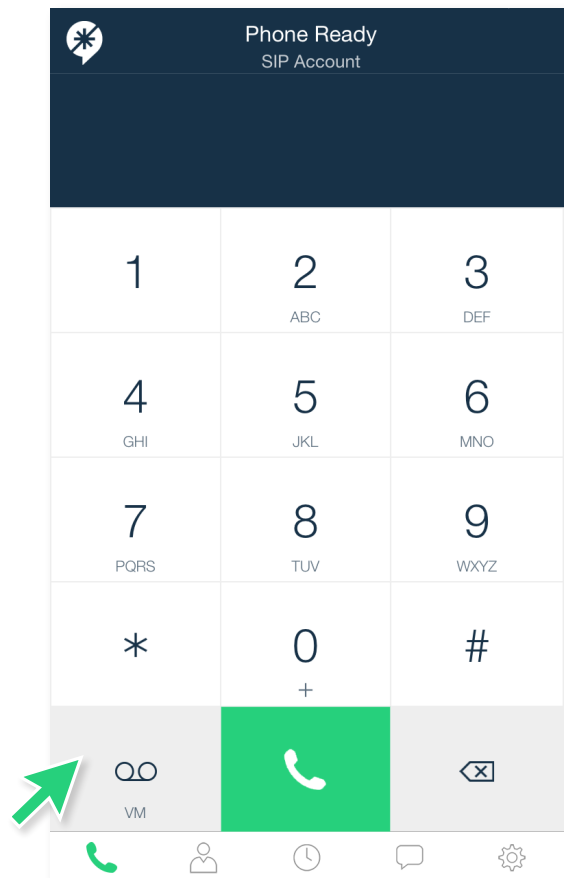 Phone Ready
SIP Account
1 2 3
ABC DEF
4 5 6
GHI JKL MNO
7 8 9
PQRS TUV WXYZ
* 0 #
+
VM